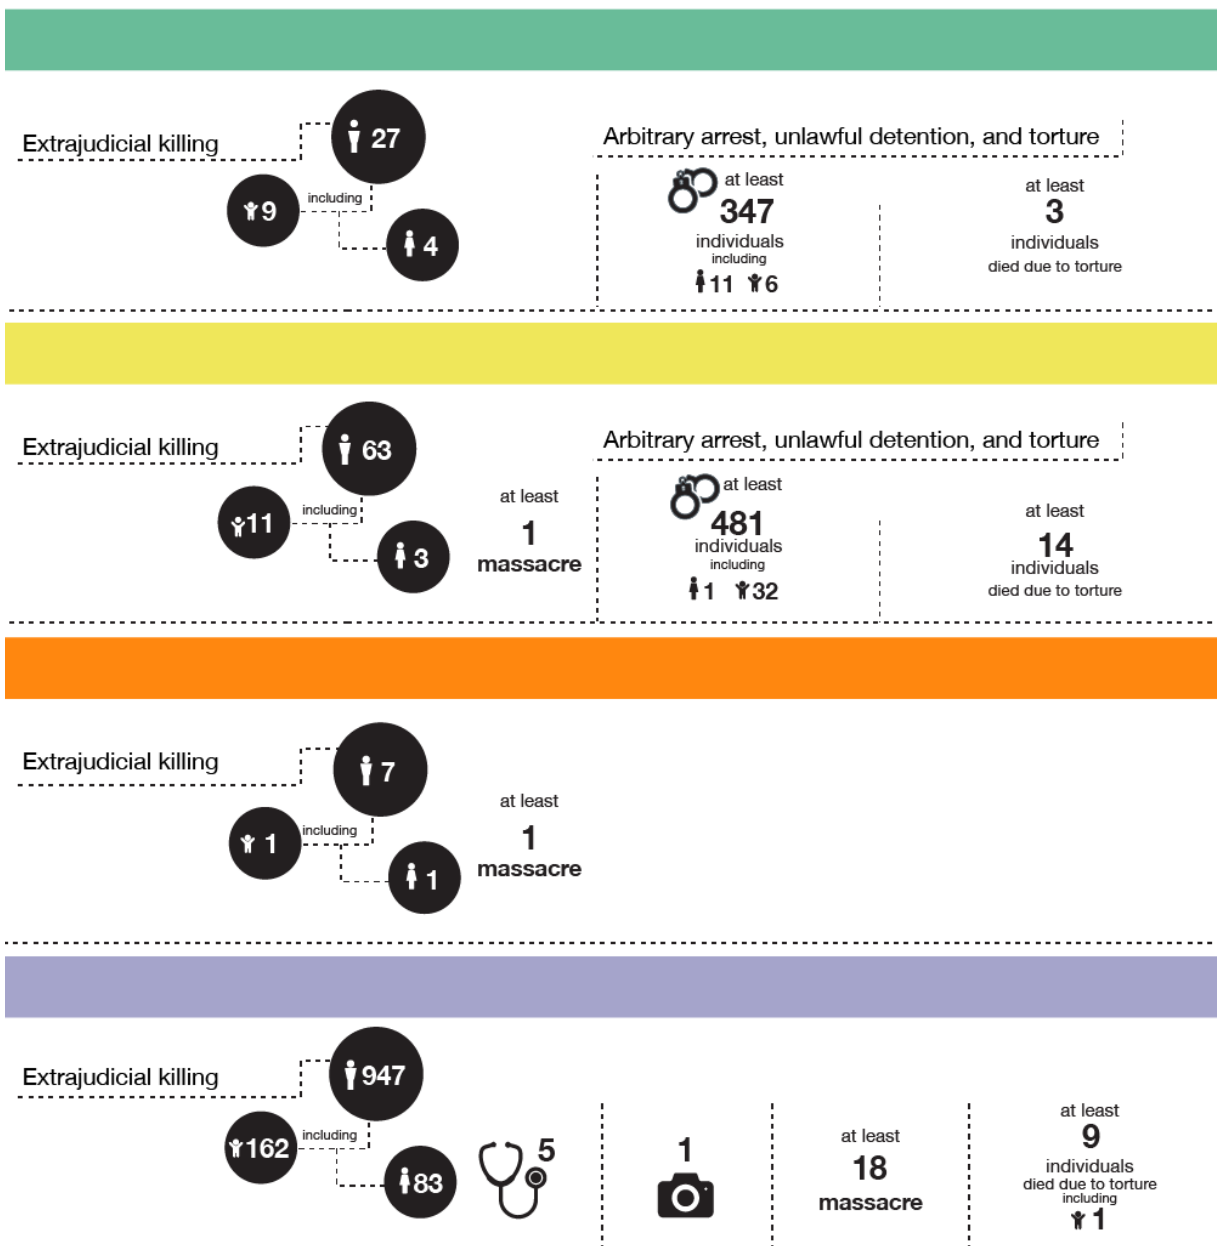 Extrajudicial killing
27
including
9
4
Arbitrary arrest, unlawful detention, and torture
at least
347
individuals
including
11 6
at least
3
individuals
died due to torture
Extrajudicial killing
63
including
11
3
at least
1
massacre
Arbitrary arrest, unlawful detention, and torture
at least
481
individuals
including
1 32
at least
14
individuals
died due to torture
Extrajudicial killing
7
including
1
1
at least
1
massacre
Extrajudicial killing
947
including
162
83
5
1
at least
18
massacre
at least
9
individuals
died due to torture
including
1